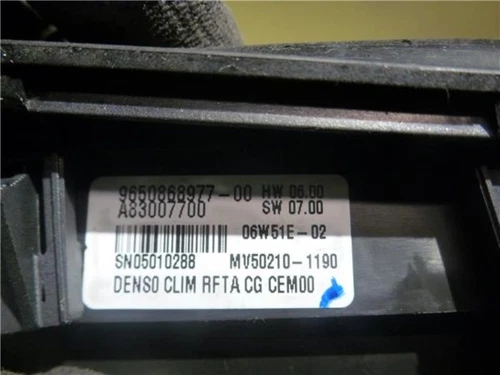 9650868977-00 HW 06.00
A83007700 SW 07.00
06W51E-02
SN05010288 MV50210-1190
DENSO CLIM RFTA CG CEM00